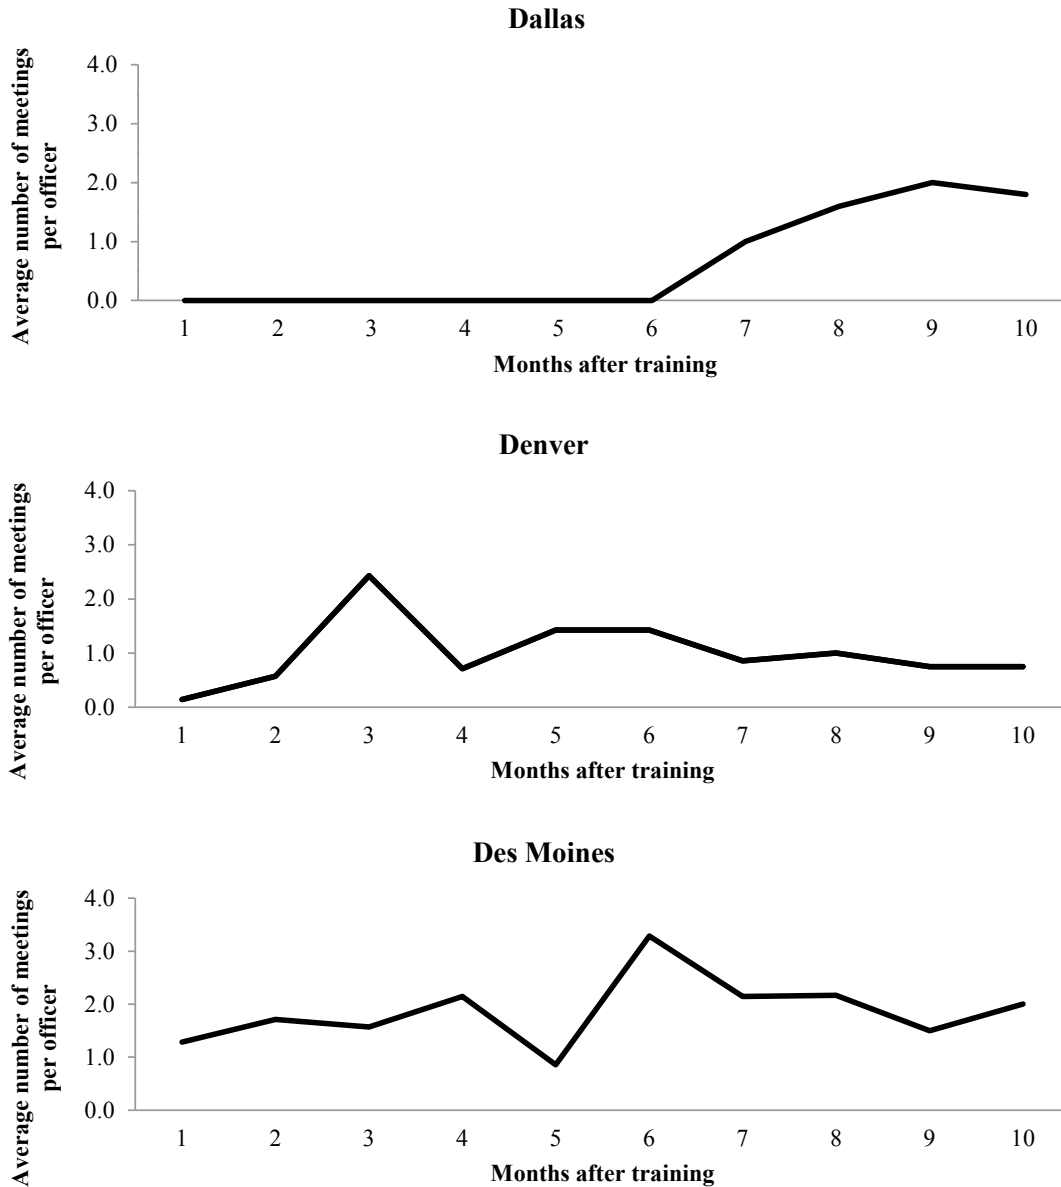 Dallas
Average number of meetings
per officer
4.0
3.0
2.0
1.0
0.0
1 2 3 4 5 6 7 8 9 10
Months after training
Denver
Average number of meetings
per officer
4.0
3.0
2.0
1.0
0.0
1 2 3 4 5 6 7 8 9 10
Months after training
Des Moines
Average number of meetings
per officer
4.0
3.0
2.0
1.0
0.0
1 2 3 4 5 6 7 8 9 10
Months after training